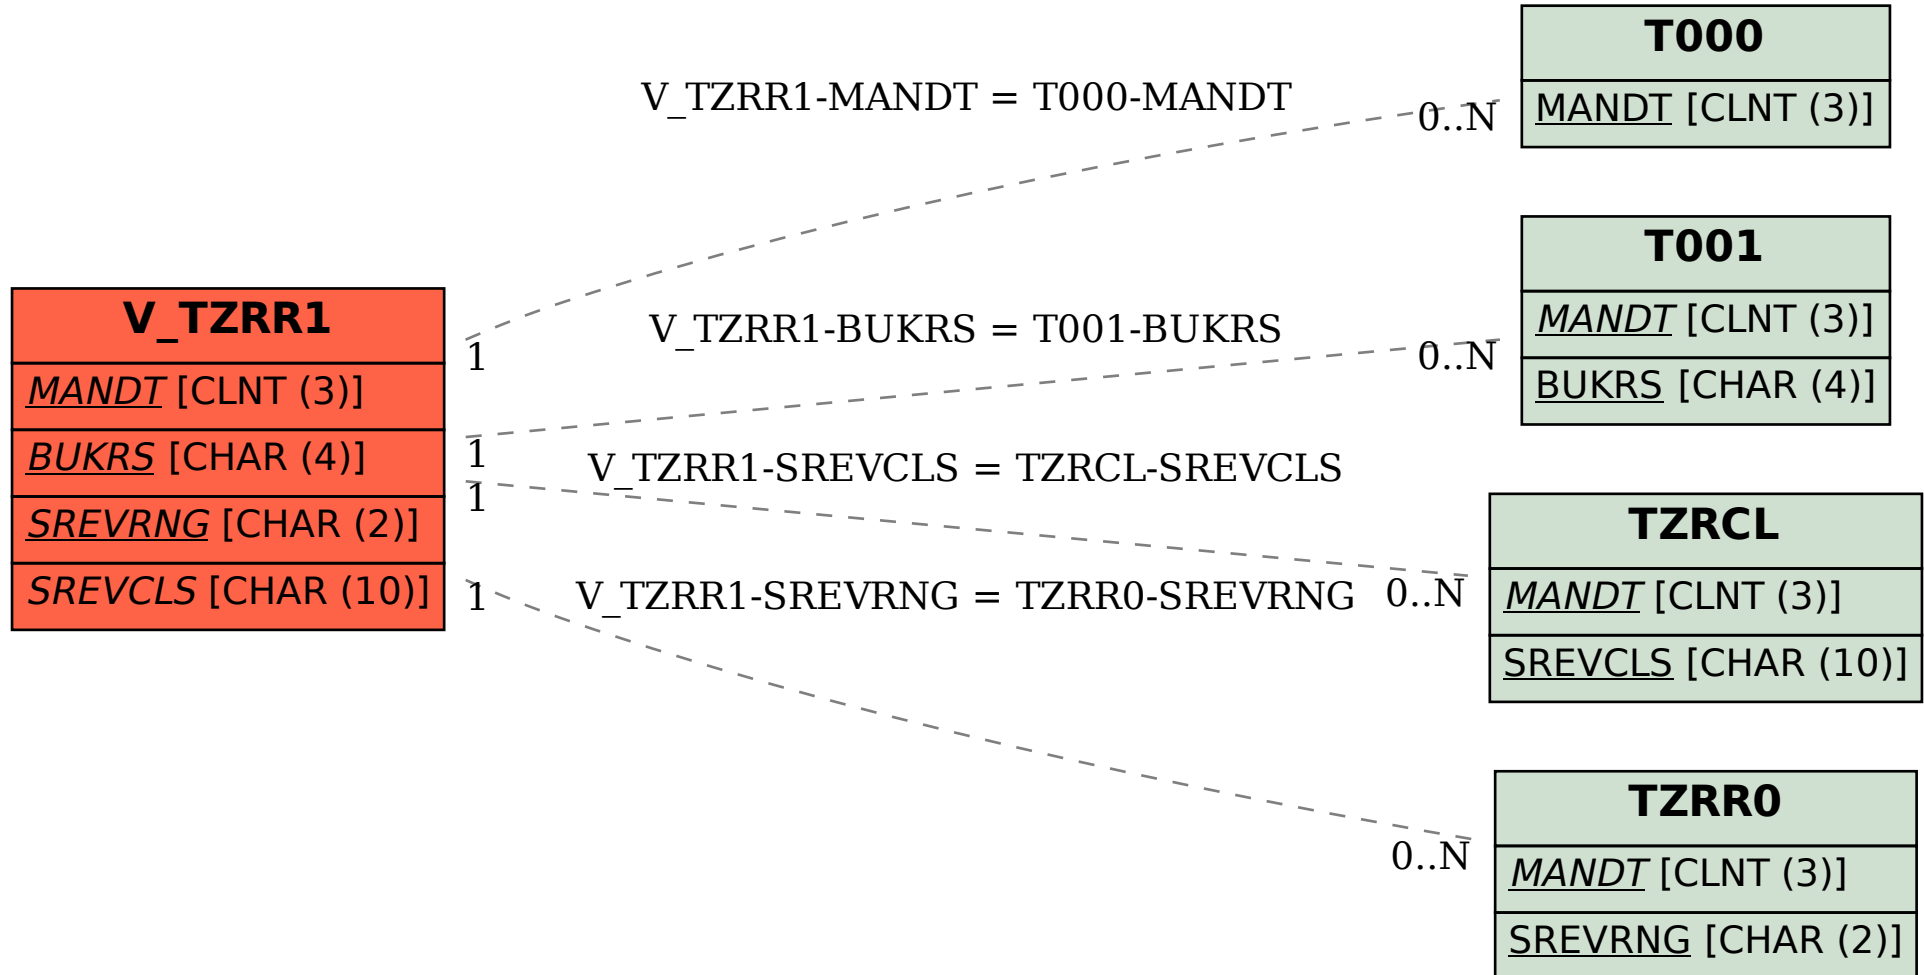 V_TZRR1
MANDT [CLNT (3)]
BUKRS [CHAR (4)]
SREVRNG [CHAR (2)]
SREVCLS [CHAR (10)]
V_TZRR1-MANDT = T000-MANDT
1
0..N
V_TZRR1-BUKRS = T001-BUKRS
1
0..N
V_TZRR1-SREVCLS = TZRCL-SREVCLS
1
0..N
V_TZRR1-SREVRNG = TZRR0-SREVRNG
1
0..N
T000
MANDT [CLNT (3)]
T001
MANDT [CLNT (3)]
BUKRS [CHAR (4)]
TZRCL
MANDT [CLNT (3)]
SREVCLS [CHAR (10)]
TZRR0
MANDT [CLNT (3)]
SREVRNG [CHAR (2)]